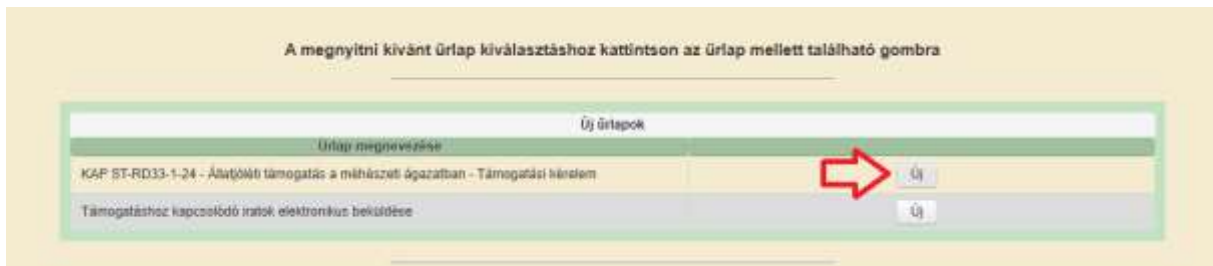 A megnyitni kívánt űrlap kiválasztáshoz kattintson az űrlap mellett található gombra
Új űrlapok
Űrlap megnevezése
KAP ST-RD33-1-24 - Állatjóléti támogatás a méhészeti ágazatban - Támogatási kérelem
Új
Támogatáshoz kapcsolódó iratok elektronikus beküldése
Új